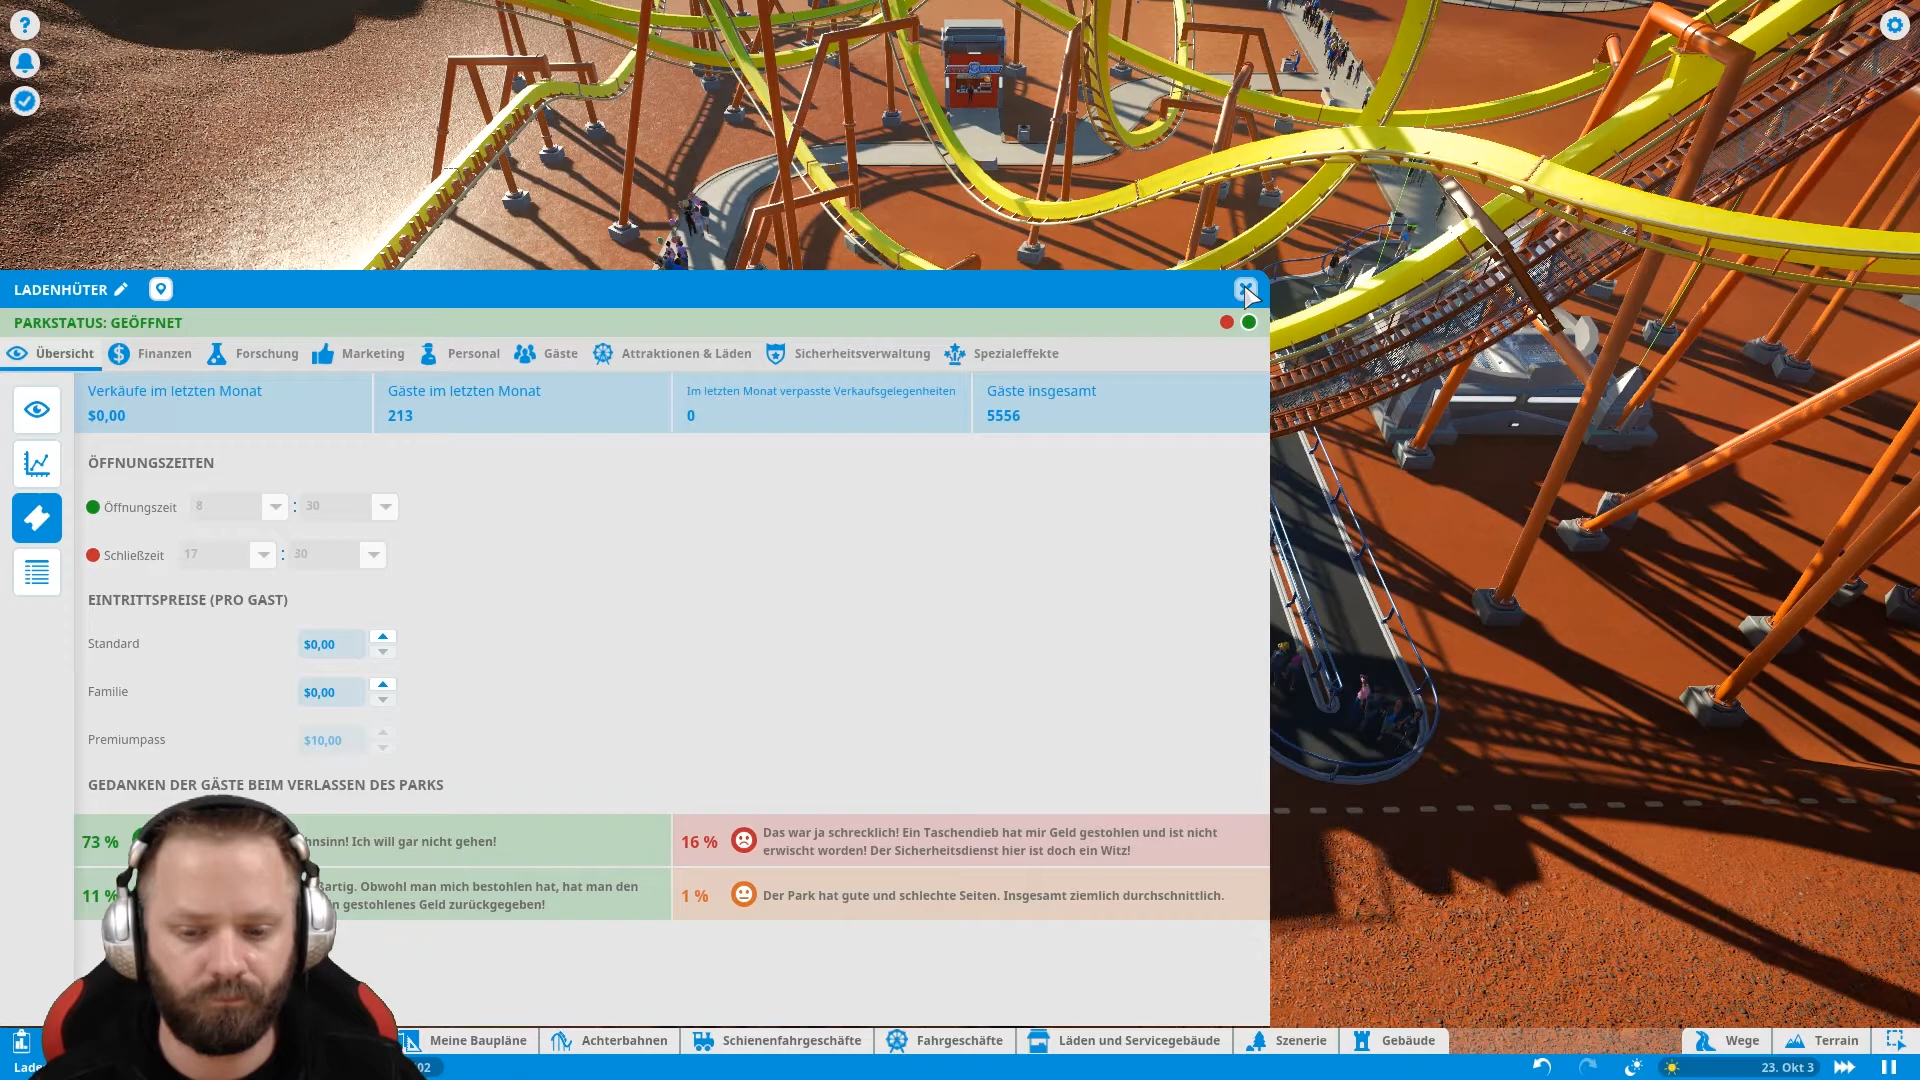 ?
LADENHÜTER
PARKSTATUS: GEÖFFNET
Übersicht
Finanzen
Forschung
Marketing
Personal
Gäste
Attraktionen & Läden
Sicherheitsverwaltung
Spezialeffekte
Verkäufe im letzten Monat
$0,00
Gäste im letzten Monat
213
Im letzten Monat verpasste Verkaufsgelegenheiten
0
Gäste insgesamt
5556
ÖFFNUNGSZEITEN
Öffnungszeit 8 : 30
Schließzeit 17 : 30
EINTRITTSPREISE (PRO GAST)
Standard $0,00
Familie $0,00
Premiumpass $10,00
GEDANKEN DER GÄSTE BEIM VERLASSEN DES PARKS
73 % hnsinn! Ich will gar nicht gehen!
16 % Das war ja schrecklich! Ein Taschendieb hat mir Geld gestohlen und ist nicht
erwischt worden! Der Sicherheitsdienst hier ist doch ein Witz!
11 % artig. Obwohl man mich bestohlen hat, hat man den
n gestohlenes Geld zurückgegeben!
1 % Der Park hat gute und schlechte Seiten. Insgesamt ziemlich durchschnittlich.
Meine Baupläne
Achterbahnen
Schienenfahrgeschäfte
Fahrgeschäfte
Läden und Servicegebäude
Szenerie
Gebäude
Wege
Terrain
Lade
02
23. Okt 3